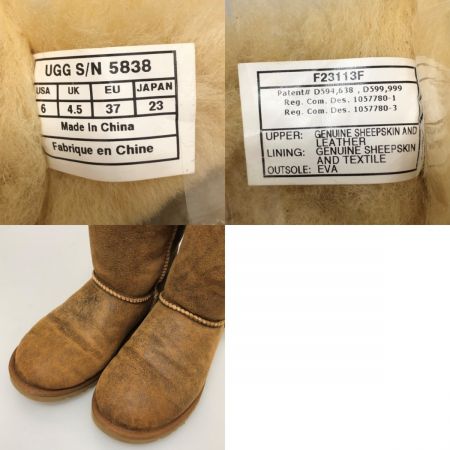 UGG S/N 5838
USA UK EU JAPAN
6 4.5 37 23
Made In China
Fabrique en Chine
F23113F
Patent# D594,638 , D599,999
Reg. Com. Des. 1057780-1
Reg. Com. Des. 1057780-3
UPPER: GENUINE SHEEPSKIN AND
LEATHER
LINING: GENUINE SHEEPSKIN
AND TEXTILE
OUTSOLE: EVA